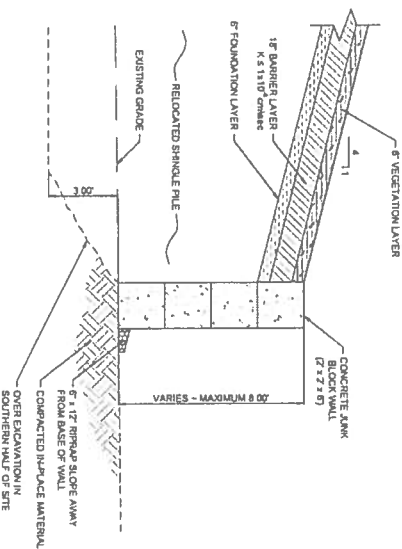 6" VEGETATION LAYER
4
1
18" BARRIER LAYER
K ≤ 1x10⁻⁶ cm/sec
6" FOUNDATION LAYER
RELOCATED SHINGLE PILE
EXISTING GRADE
3.00'
CONCRETE JUNK
BLOCK WALL
(2' x 2' x 6')
VARIES ~ MAXIMUM 8.00'
6" x 12" RIPRAP SLOPE AWAY
FROM BASE OF WALL
COMPACTED IN-PLACE MATERIAL
OVER EXCAVATION IN
SOUTHERN HALF OF SITE